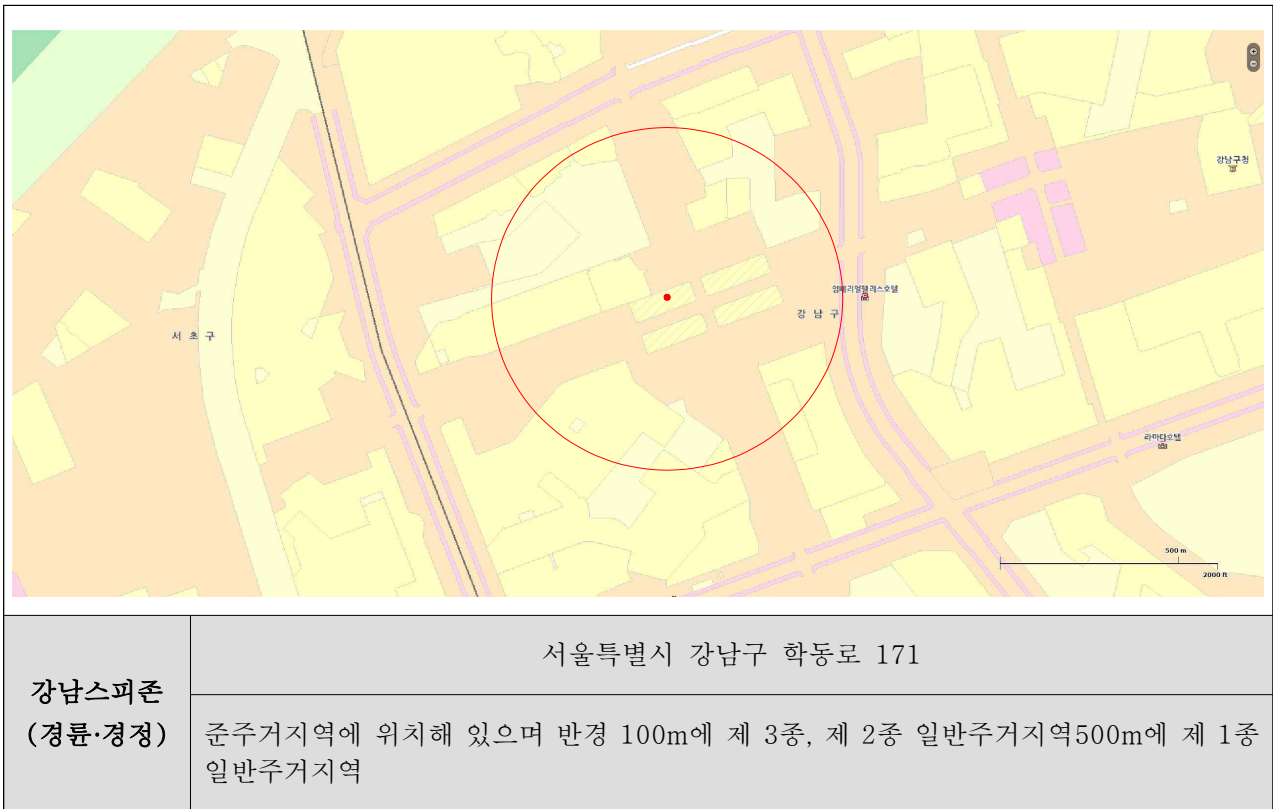 강남구청
임페리얼팰리스호텔
강 남 구
서 초 구
라마다호텔
500 m
2000 ft
강남스피존
(경륜·경정)
서울특별시 강남구 학동로 171
준주거지역에 위치해 있으며 반경 100m에 제 3종, 제 2종 일반주거지역500m에 제 1종
일반주거지역